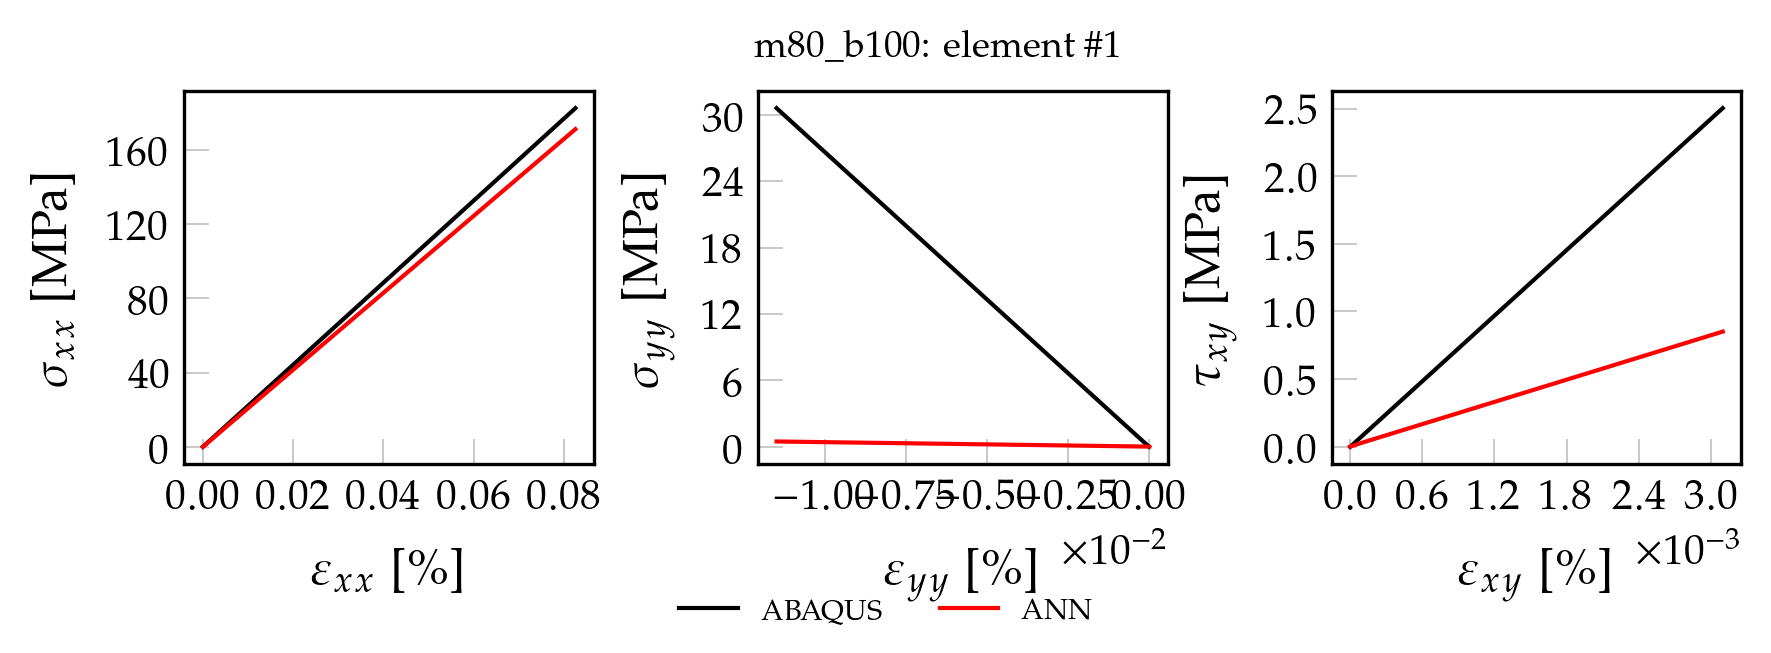 m80_b100: element #1
σxx [MPa]
160
120
80
40
0
0.00 0.02 0.04 0.06 0.08
εxx [%]
σyy [MPa]
30
24
18
12
6
0
−1.00 −0.75 −0.50 −0.25 0.00
×10−2
εyy [%]
τxy [MPa]
2.5
2.0
1.5
1.0
0.5
0.0
0.0 0.6 1.2 1.8 2.4 3.0
×10−3
εxy [%]
ABAQUS ANN